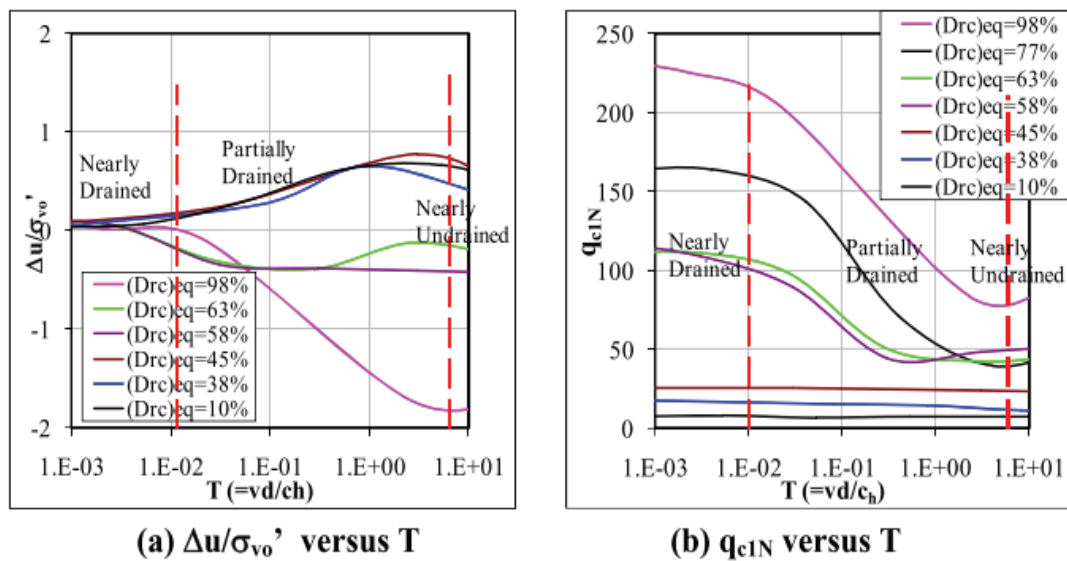 2
1
0
-1
-2
Δu/σvo’
Nearly
Drained
Partially
Drained
Nearly
Undrained
(Drc)eq=98%
(Drc)eq=63%
(Drc)eq=58%
(Drc)eq=45%
(Drc)eq=38%
(Drc)eq=10%
1.E-03 1.E-02 1.E-01 1.E+00 1.E+01
T (=vd/ch)
(a) Δu/σvo’ versus T
250
200
150
100
50
0
qc1N
(Drc)eq=98%
(Drc)eq=77%
(Drc)eq=63%
(Drc)eq=58%
(Drc)eq=45%
(Drc)eq=38%
(Drc)eq=10%
Nearly
Drained
Partially
Drained
Nearly
Undrained
1.E-03 1.E-02 1.E-01 1.E+00 1.E+01
T (=vd/ch)
(b) qc1N versus T